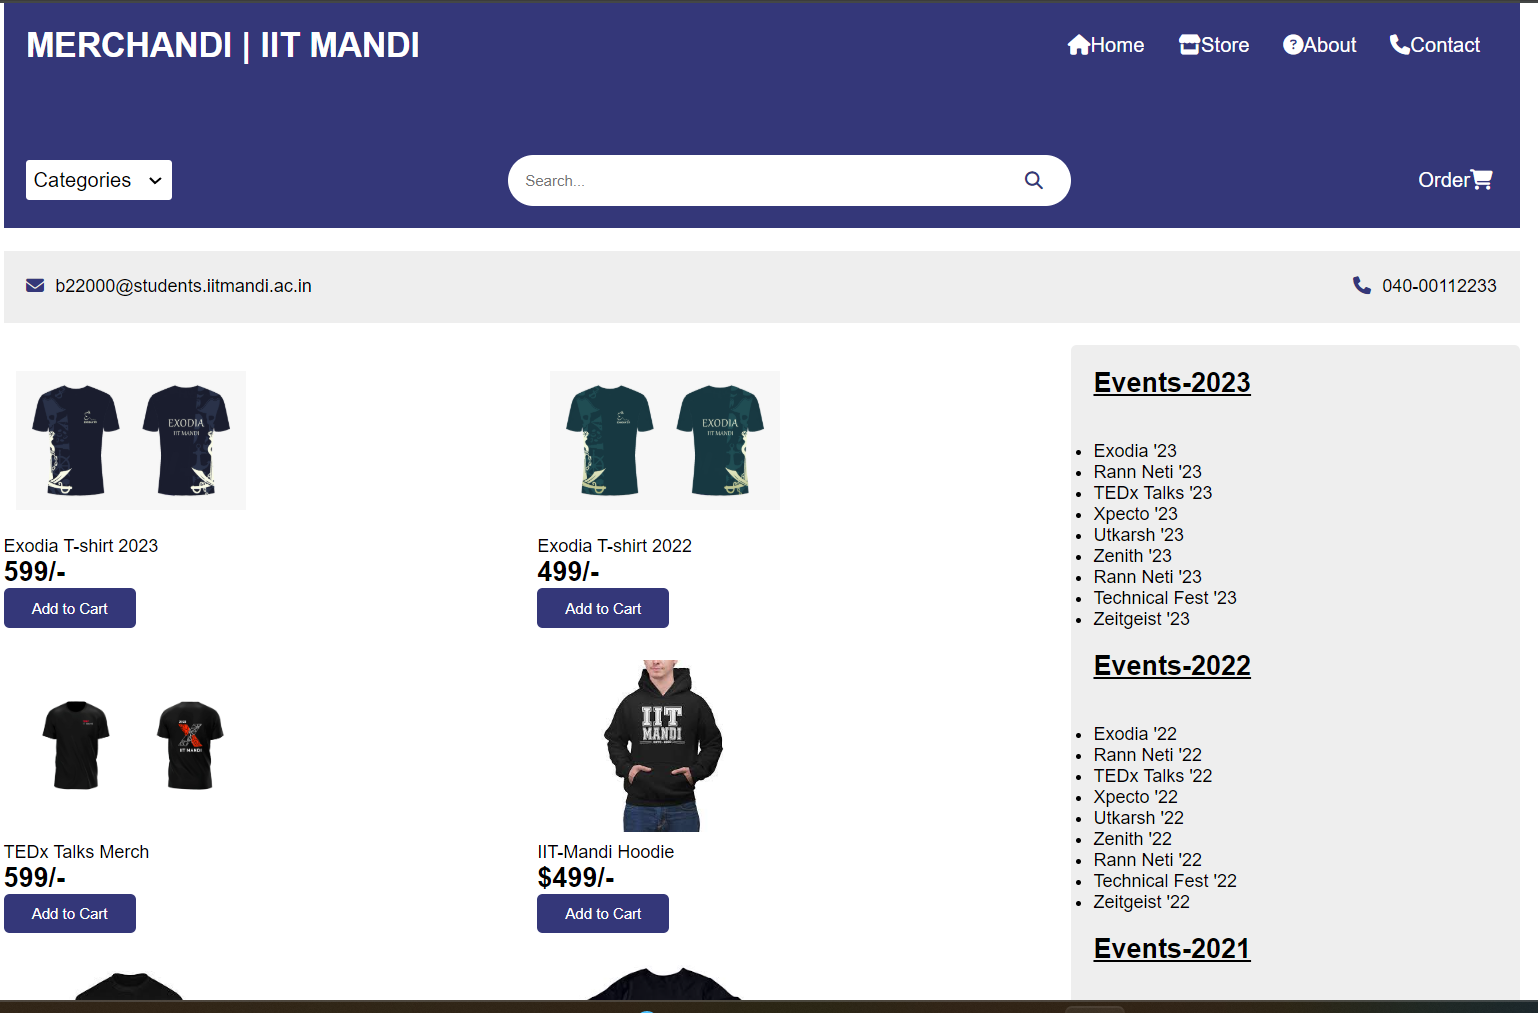 MERCHANDI | IIT MANDI
Home Store About Contact
Categories
Search...
Order
b22000@students.iitmandi.ac.in
040-00112233
EXODIA
IIT MANDI
Exodia T-shirt 2023
599/-
Add to Cart
EXODIA
IIT MANDI
Exodia T-shirt 2022
499/-
Add to Cart
X
IIT MANDI
TEDx Talks Merch
599/-
Add to Cart
IIT
MANDI
IIT-Mandi Hoodie
$499/-
Add to Cart
Events-2023
Exodia '23
Rann Neti '23
TEDx Talks '23
Xpecto '23
Utkarsh '23
Zenith '23
Rann Neti '23
Technical Fest '23
Zeitgeist '23
Events-2022
Exodia '22
Rann Neti '22
TEDx Talks '22
Xpecto '22
Utkarsh '22
Zenith '22
Rann Neti '22
Technical Fest '22
Zeitgeist '22
Events-2021